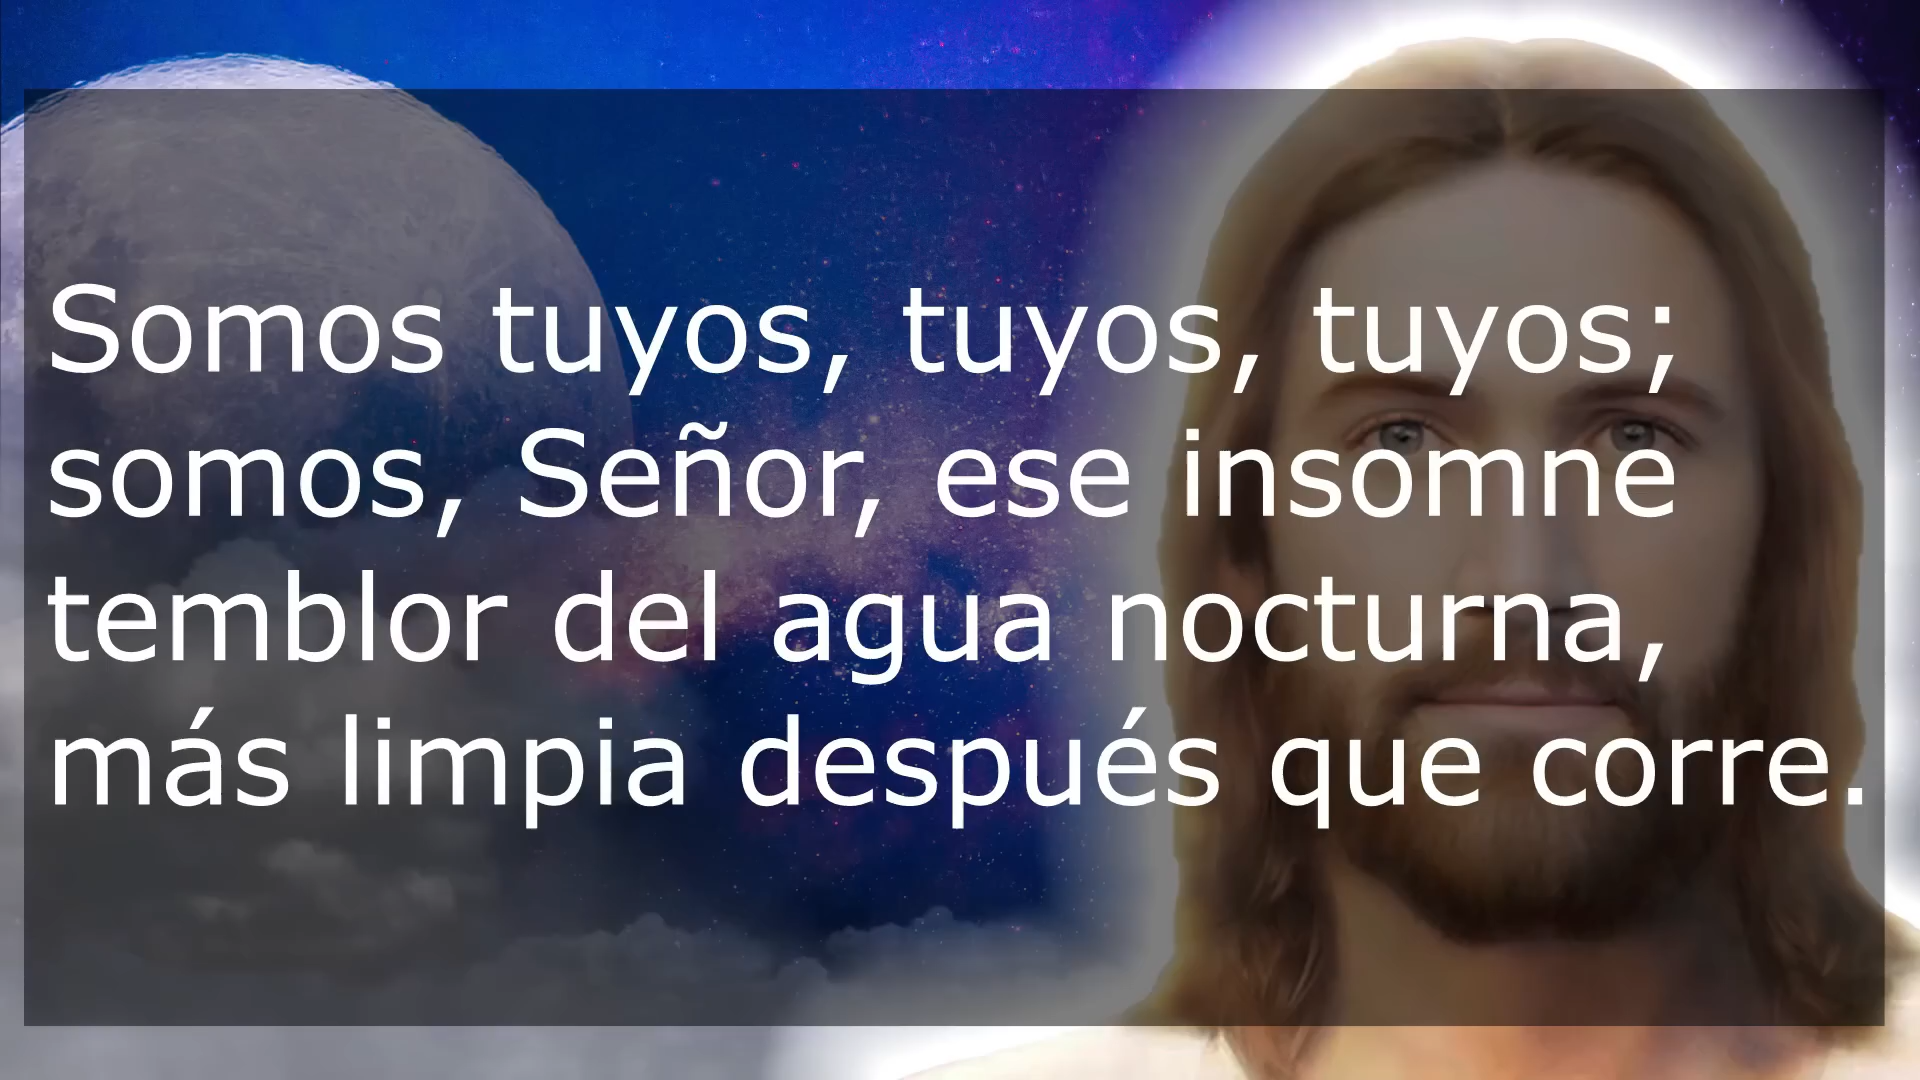 Somos tuyos, tuyos, tuyos;
somos, Señor, ese insomne
temblor del agua nocturna,
más limpia después que corre.